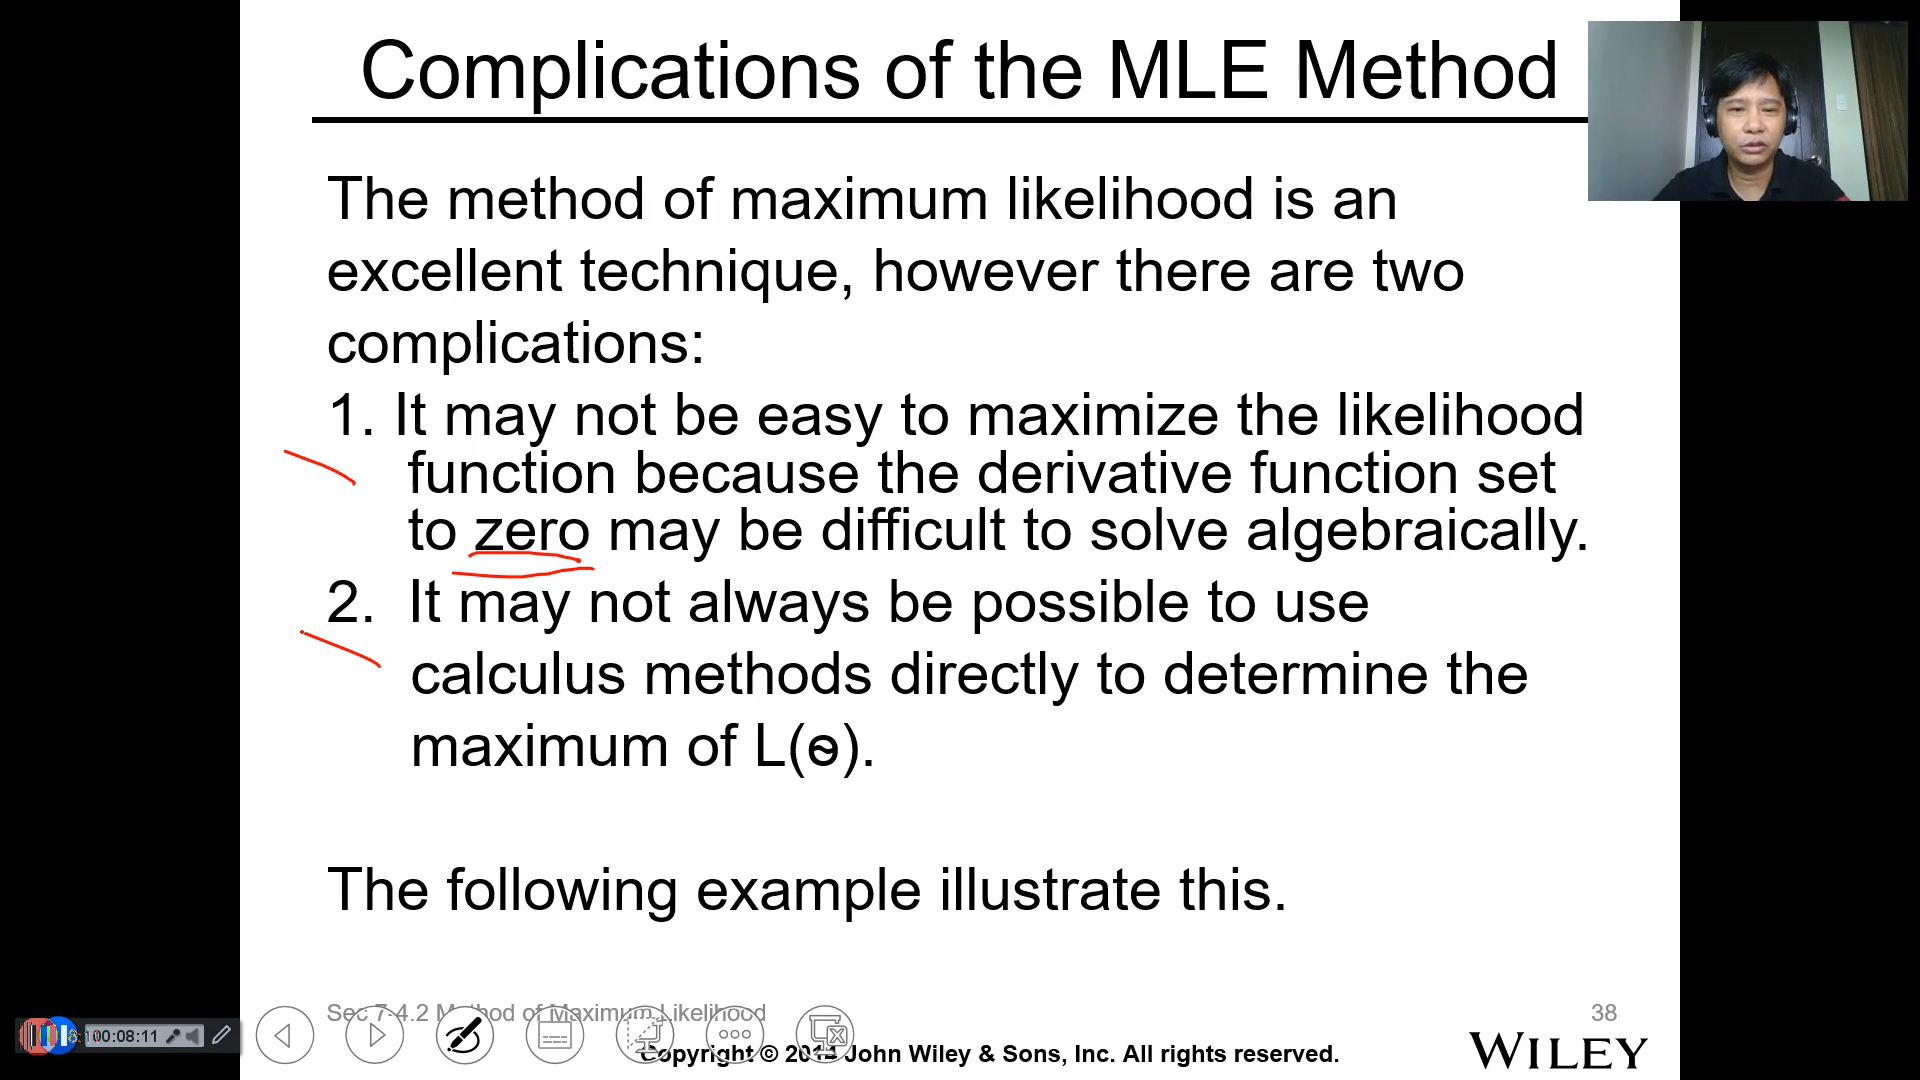 Complications of the MLE Method
The method of maximum likelihood is an
excellent technique, however there are two
complications:
1. It may not be easy to maximize the likelihood
function because the derivative function set
to zero may be difficult to solve algebraically.
2. It may not always be possible to use
calculus methods directly to determine the
maximum of L(ɵ).
The following example illustrate this.
Sec 7-4.2 Method of Maximum Likelihood
38
00:08:11
Copyright © 2014 John Wiley & Sons, Inc. All rights reserved.
WILEY